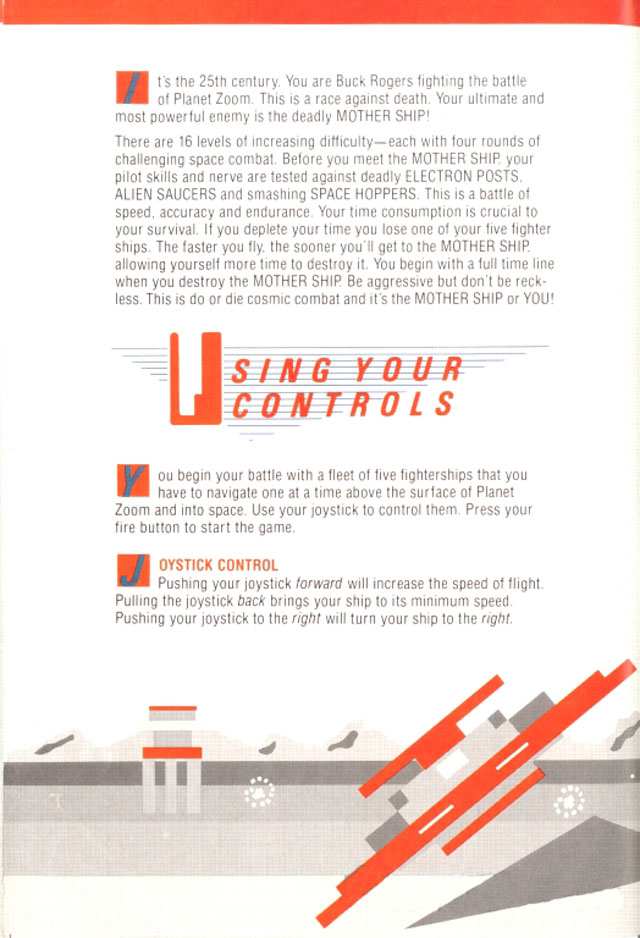 It's the 25th century. You are Buck Rogers fighting the battle
of Planet Zoom. This is a race against death. Your ultimate and
most powerful enemy is the deadly MOTHER SHIP!
There are 16 levels of increasing difficulty—each with four rounds of
challenging space combat. Before you meet the MOTHER SHIP, your
pilot skills and nerve are tested against deadly ELECTRON POSTS,
ALIEN SAUCERS and smashing SPACE HOPPERS. This is a battle of
speed, accuracy and endurance. Your time consumption is crucial to
your survival. If you deplete your time you lose one of your five fighter
ships. The faster you fly, the sooner you'll get to the MOTHER SHIP,
allowing yourself more time to destroy it. You begin with a full time line
when you destroy the MOTHER SHIP. Be aggressive but don't be reck-
less. This is do or die cosmic combat and it's the MOTHER SHIP or YOU!
USING YOUR
CONTROLS
You begin your battle with a fleet of five fighterships that you
have to navigate one at a time above the surface of Planet
Zoom and into space. Use your joystick to control them. Press your
fire button to start the game.
JOYSTICK CONTROL
Pushing your joystick forward will increase the speed of flight.
Pulling the joystick back brings your ship to its minimum speed.
Pushing your joystick to the right will turn your ship to the right.